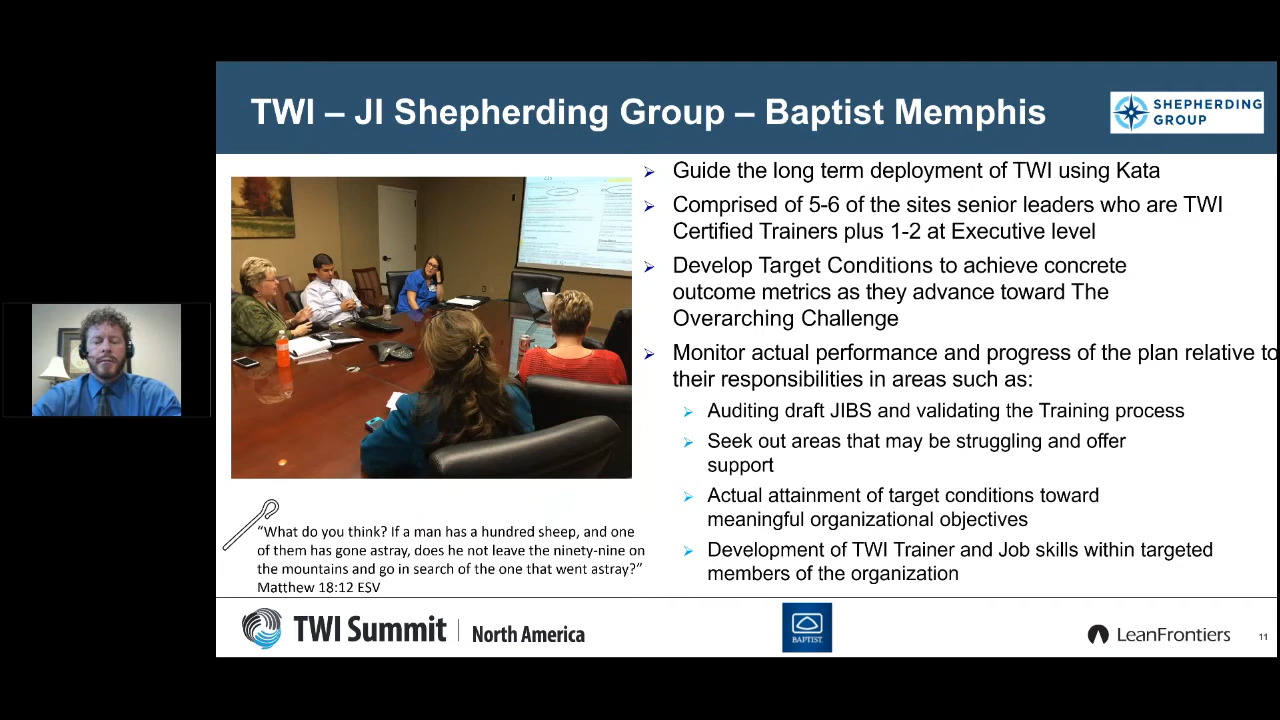 TWI – JI Shepherding Group – Baptist Memphis
SHEPHERDING
GROUP
Guide the long term deployment of TWI using Kata
Comprised of 5-6 of the sites senior leaders who are TWI
Certified Trainers plus 1-2 at Executive level
Develop Target Conditions to achieve concrete
outcome metrics as they advance toward The
Overarching Challenge
Monitor actual performance and progress of the plan relative to
their responsibilities in areas such as:
Auditing draft JIBS and validating the Training process
Seek out areas that may be struggling and offer
support
Actual attainment of target conditions toward
meaningful organizational objectives
Development of TWI Trainer and Job skills within targeted
members of the organization
“What do you think? If a man has a hundred sheep, and one
of them has gone astray, does he not leave the ninety-nine on
the mountains and go in search of the one that went astray?”
Matthew 18:12 ESV
TWI Summit | North America
BAPTIST
LeanFrontiers
11